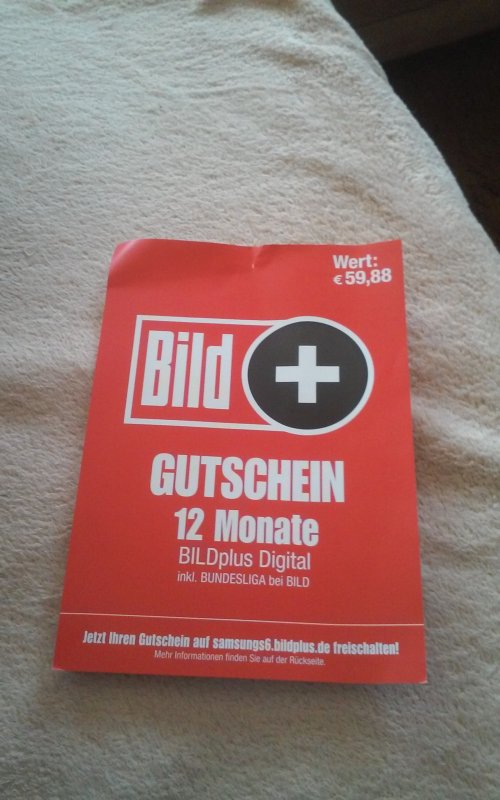 Wert:
€ 59,88
Bild +
GUTSCHEIN
12 Monate
BILDplus Digital
inkl. BUNDESLIGA bei BILD
Jetzt Ihren Gutschein auf samsungs6.bildplus.de freischalten!
Mehr Informationen finden Sie auf der Rückseite.